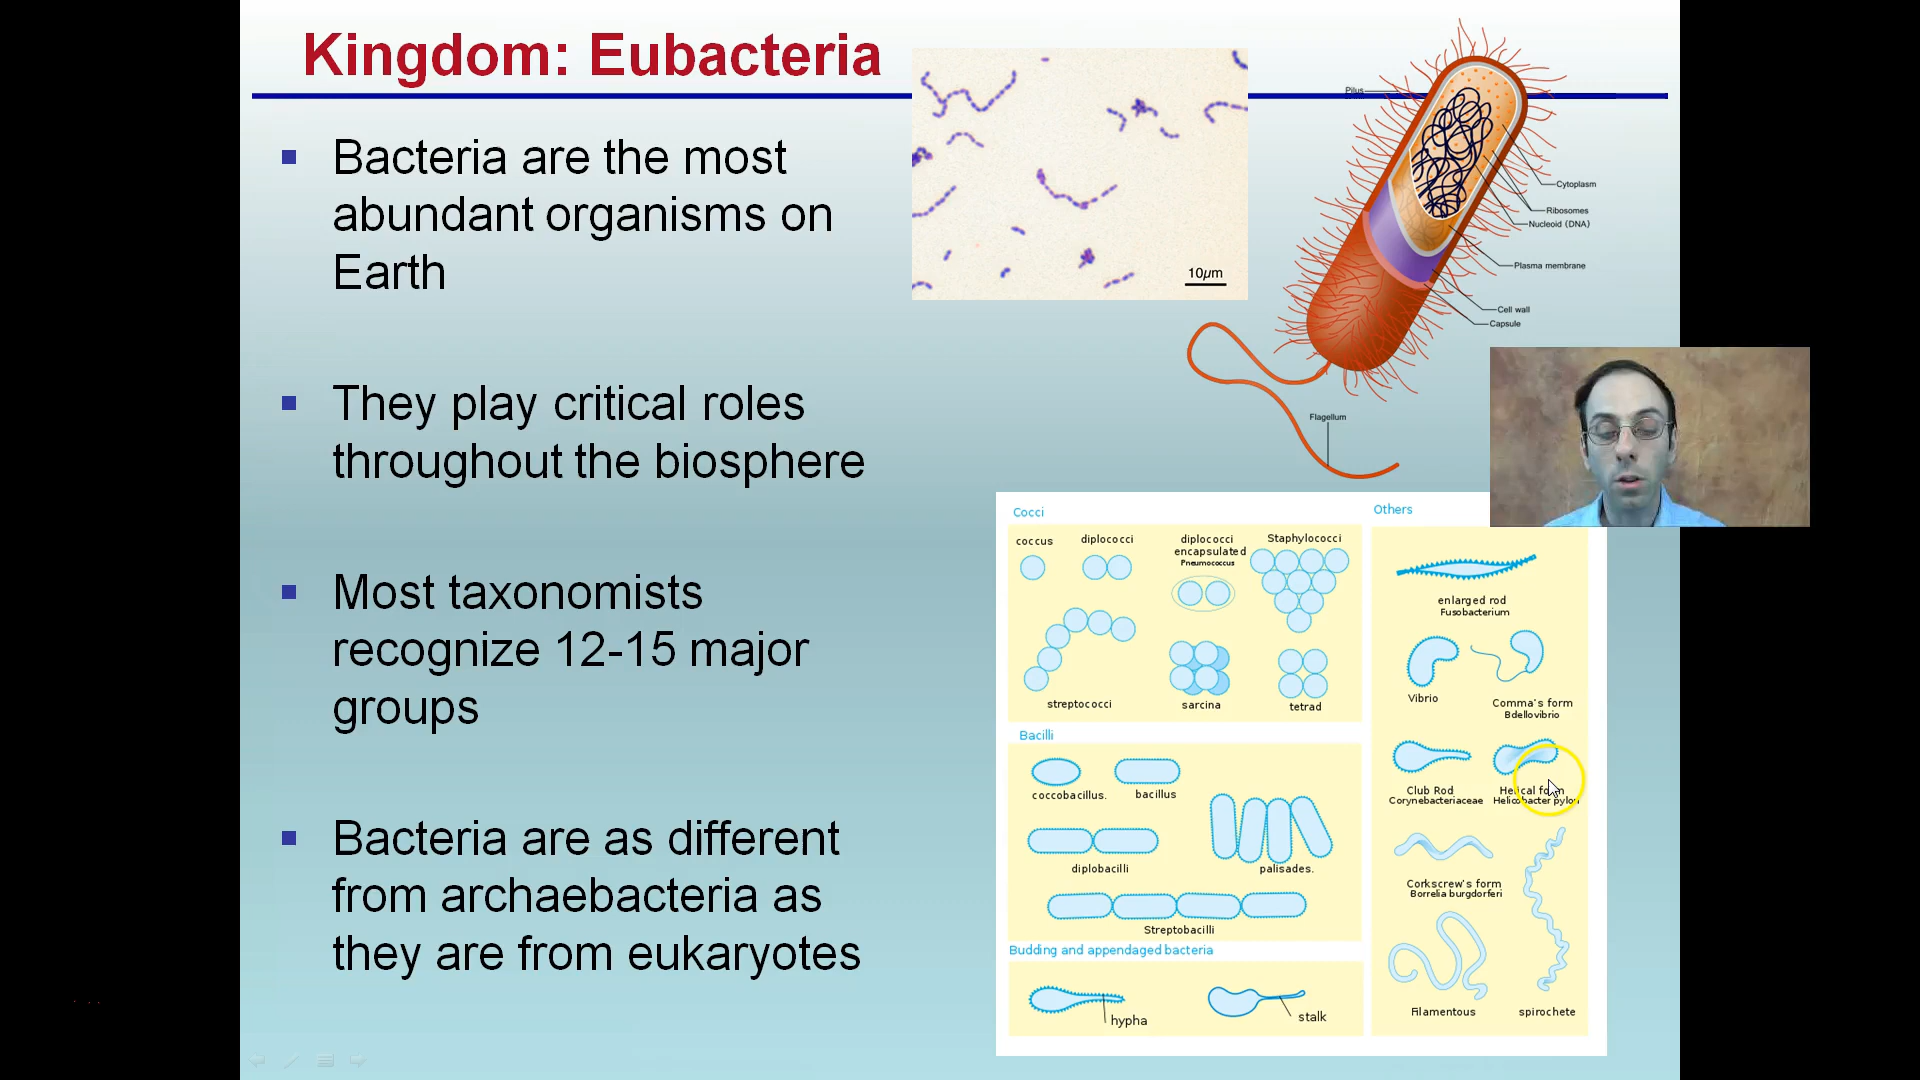 Kingdom: Eubacteria
Bacteria are the most
abundant organisms on
Earth
They play critical roles
throughout the biosphere
Most taxonomists
recognize 12-15 major
groups
Bacteria are as different
from archaebacteria as
they are from eukaryotes
10µm
Pilus
Cytoplasm
Ribosomes
Nucleoid (DNA)
Plasma membrane
Cell wall
Capsule
Flagellum
Cocci
coccus
diplococci
diplococci
encapsulated
Pneumococcus
Staphylococci
streptococci
sarcina
tetrad
Bacilli
coccobacillus.
bacillus
diplobacilli
palisades.
Streptobacilli
Budding and appendaged bacteria
hypha
stalk
Others
enlarged rod
Fusobacterium
Vibrio
Comma's form
Bdellovibrio
Club Rod
Corynebacteriaceae
Helical form
Helicobacter pylori
Corkscrew's form
Borrelia burgdorferi
Filamentous
spirochete